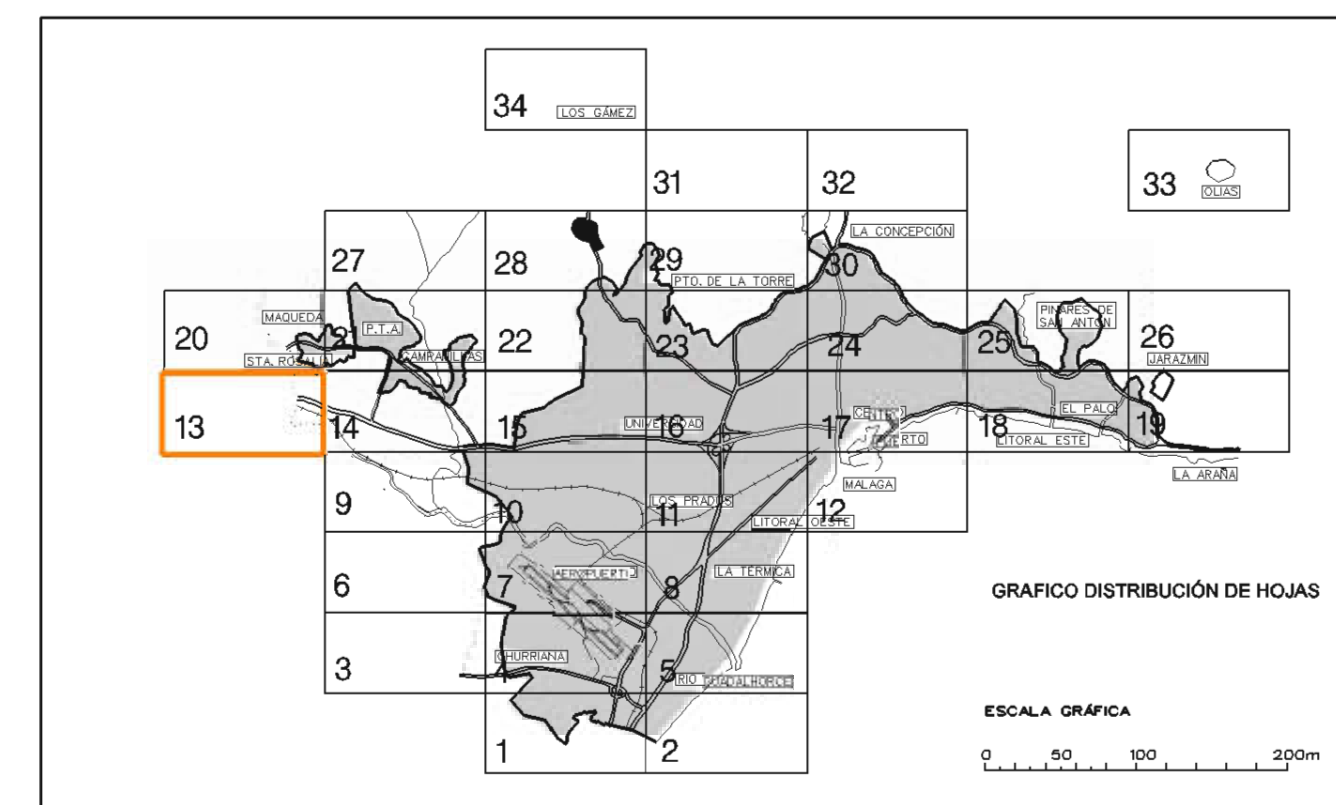 34 LOS GÁMEZ
31 32 33
OLIAS
LA CONCEPCIÓN
27 28 29 30
PTO. DE LA TORRE
MAQUEDA
P.T.A.
PINARES DE
SAN ANTÓN
20 21 22 23 24 25 26
STA. ROSALIA
CAMPANILLAS
JARAZMIN
EL PALO
13 14 15 UNIVERSIDAD 16 17 18 19
PUERTO
LITORAL ESTE
LA ARAÑA
MALAGA
LOS PRADOS
9 10 11 12
LITORAL OESTE
AEROPUERTO
LA TÉRMICA
6 7 8
GRAFICO DISTRIBUCIÓN DE HOJAS
CHURRIANA
3 5
RIO GUADALHORCE
ESCALA GRÁFICA
1 2
0 50 100 200m